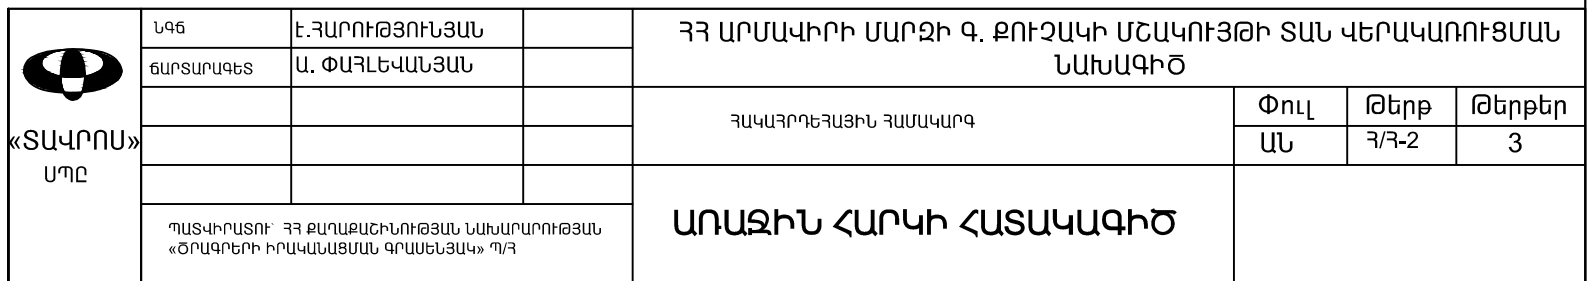 «ՏԱՎՐՈՍ»
ՍՊԸ
ՆԳՃ
Է.ՀԱՐՈՒԹՅՈՒՆՅԱՆ
ՃԱՐՏԱՐԱԳԵՏ
Ա. ՓԱՀԼԵՎԱՆՅԱՆ
ՊԱՏՎԻՐԱՏՈՒ՝ ՀՀ ՔԱՂԱՔԱՇԻՆՈՒԹՅԱՆ ՆԱԽԱՐԱՐՈՒԹՅԱՆ
«ԾՐԱԳՐԵՐԻ ԻՐԱԿԱՆԱՑՄԱՆ ԳՐԱՍԵՆՅԱԿ» Պ/Հ
ՀՀ ԱՐՄԱՎԻՐԻ ՄԱՐԶԻ Գ. ՔՈՒՉԱԿԻ ՄՇԱԿՈՒՅԹԻ ՏԱՆ ՎԵՐԱԿԱՌՈՒՑՄԱՆ
ՆԱԽԱԳԻԾ
ՀԱԿԱՀՐԴԵՀԱՅԻՆ ՀԱՄԱԿԱՐԳ
Փուլ Թերթ Թերթեր
ԱՆ Հ/Հ-2 3
ԱՌԱՋԻՆ ՀԱՐԿԻ ՀԱՏԱԿԱԳԻԾ